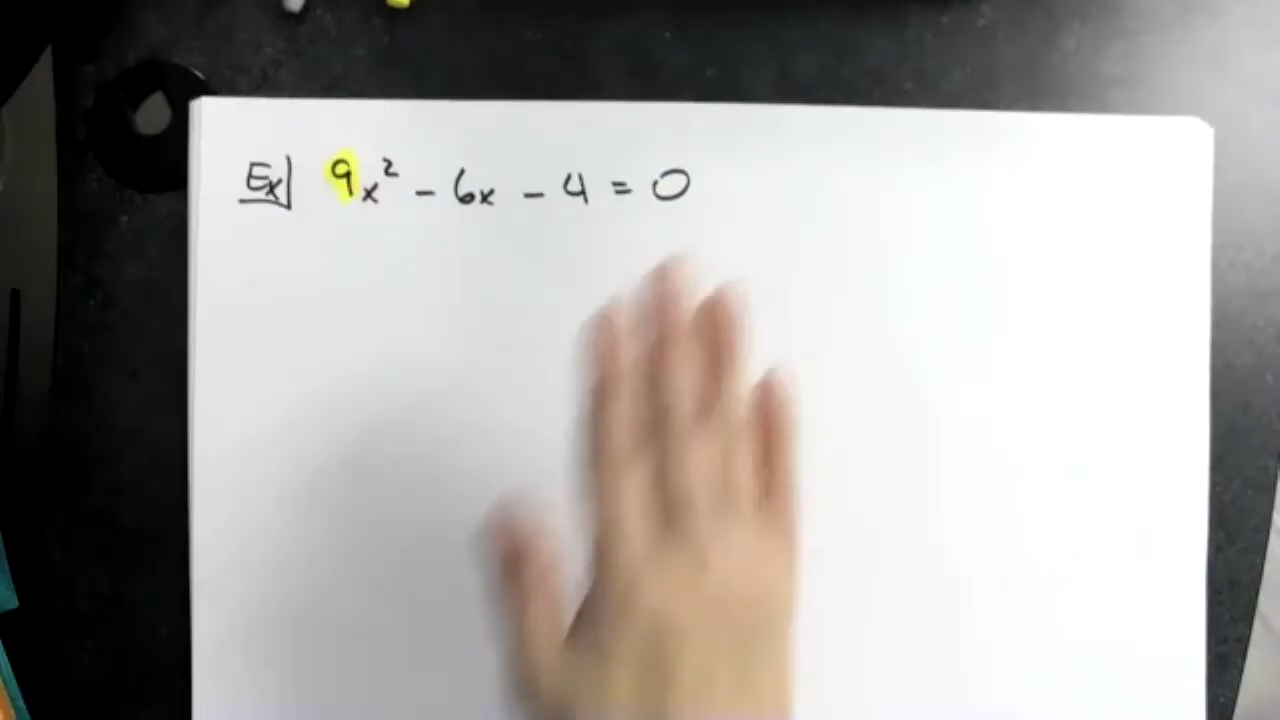 Ex 9x² - 6x - 4 = 0